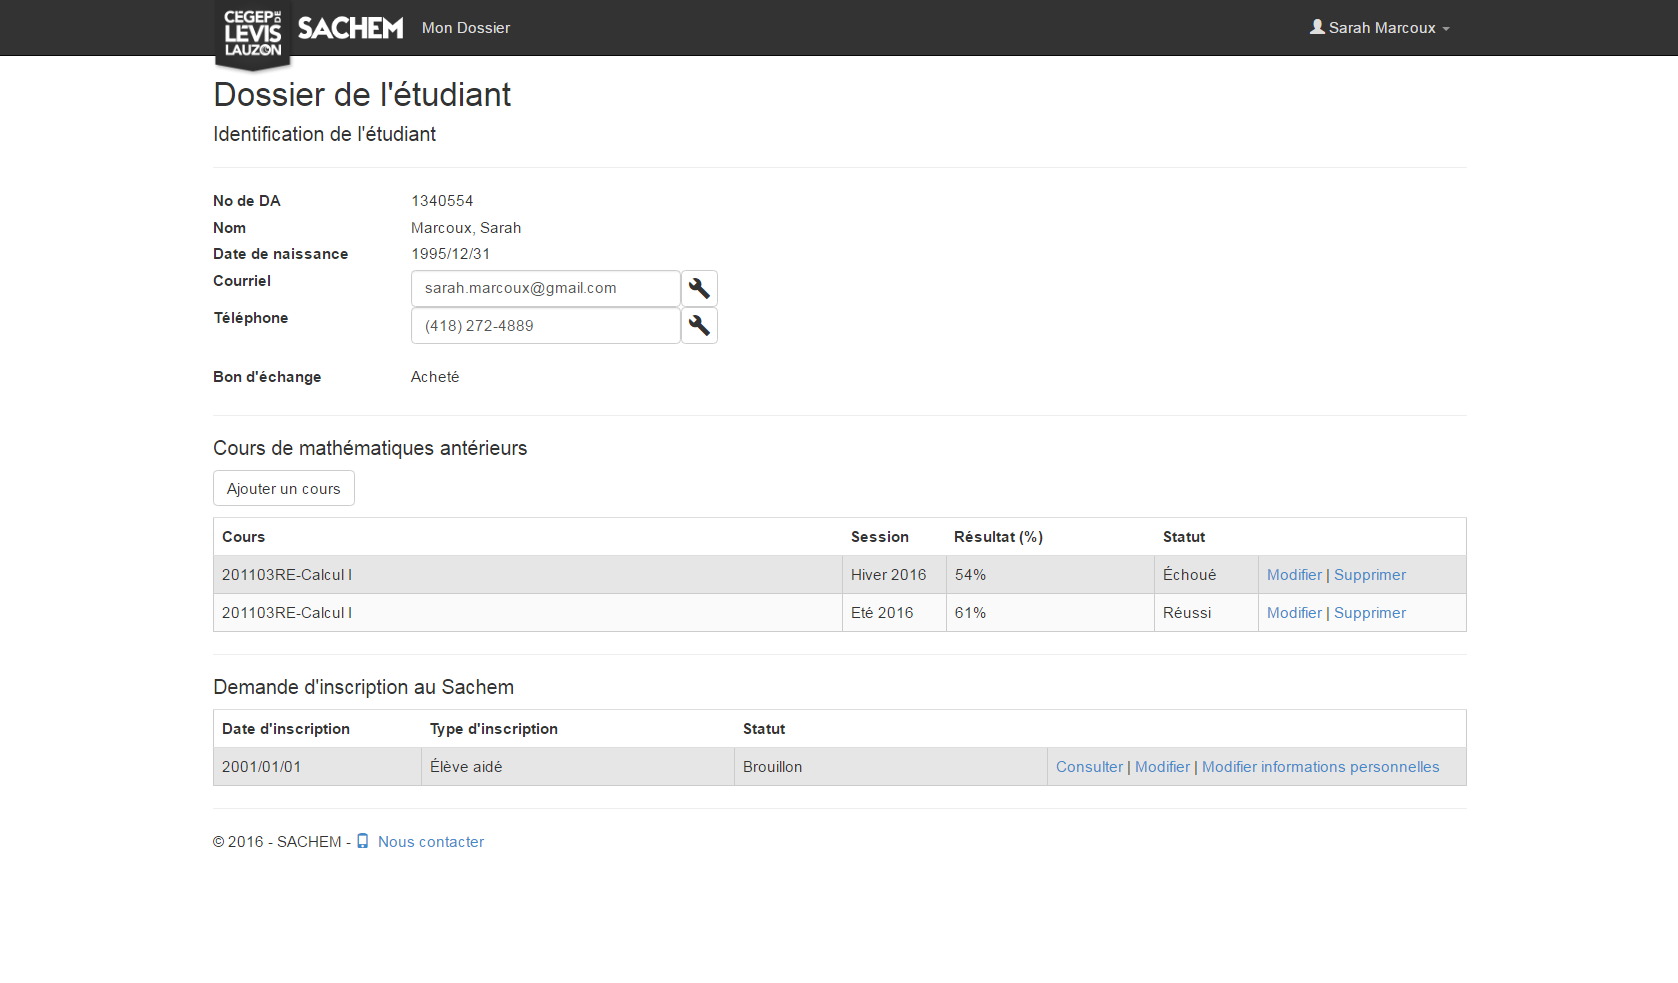 CEGEP DE LEVIS LAUZON SACHEM Mon Dossier Sarah Marcoux
Dossier de l'étudiant
Identification de l'étudiant
No de DA 1340554
Nom Marcoux, Sarah
Date de naissance 1995/12/31
Courriel sarah.marcoux@gmail.com
Téléphone (418) 272-4889
Bon d'échange Acheté
Cours de mathématiques antérieurs
Ajouter un cours
Cours Session Résultat (%) Statut
201103RE-Calcul I Hiver 2016 54% Échoué Modifier | Supprimer
201103RE-Calcul I Eté 2016 61% Réussi Modifier | Supprimer
Demande d'inscription au Sachem
Date d'inscription Type d'inscription Statut
2001/01/01 Élève aidé Brouillon Consulter | Modifier | Modifier informations personnelles
© 2016 - SACHEM - Nous contacter